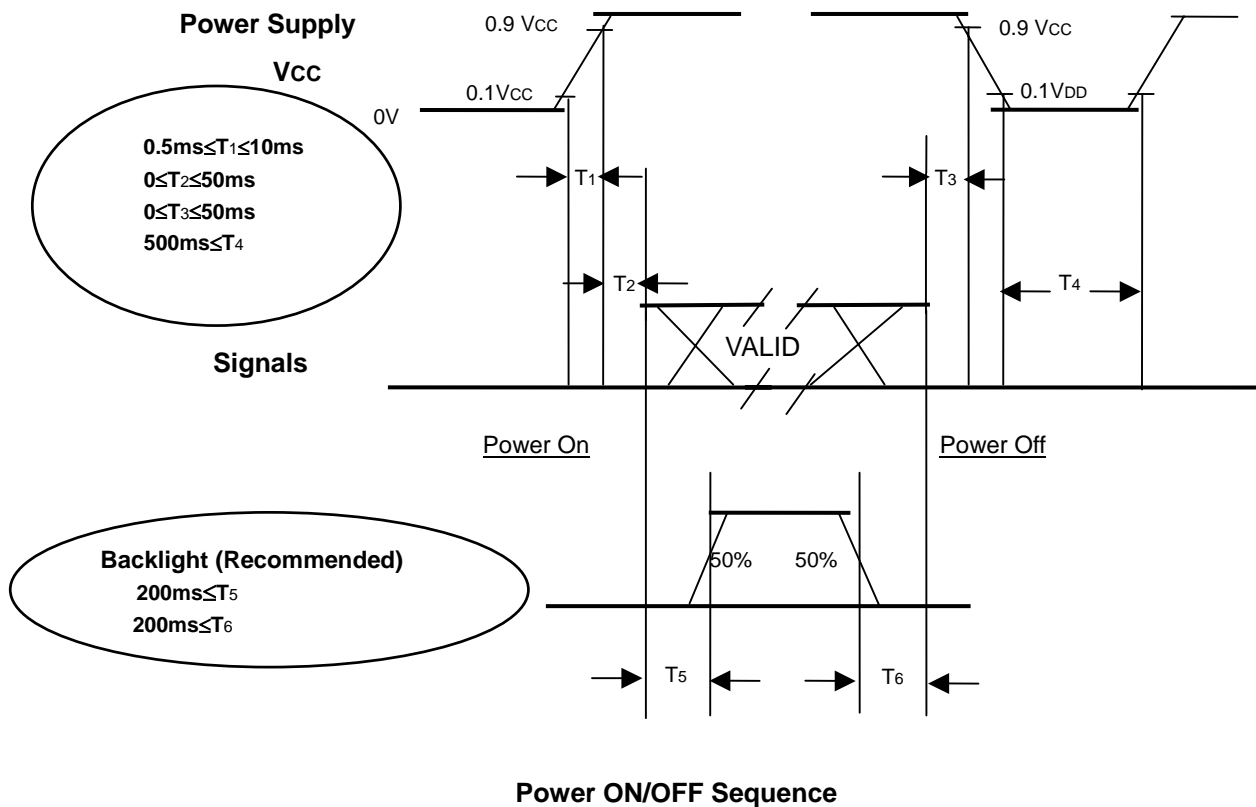 Power Supply
VCC
0.9 VCC
0.1VCC
0V
0.9 VCC
0.1VDD
0.5ms≤T1≤10ms
0≤T2≤50ms
0≤T3≤50ms
500ms≤T4
T1
T3
T2
T4
VALID
Signals
Power On
Power Off
Backlight (Recommended)
200ms≤T5
200ms≤T6
50%
50%
T5
T6
Power ON/OFF Sequence